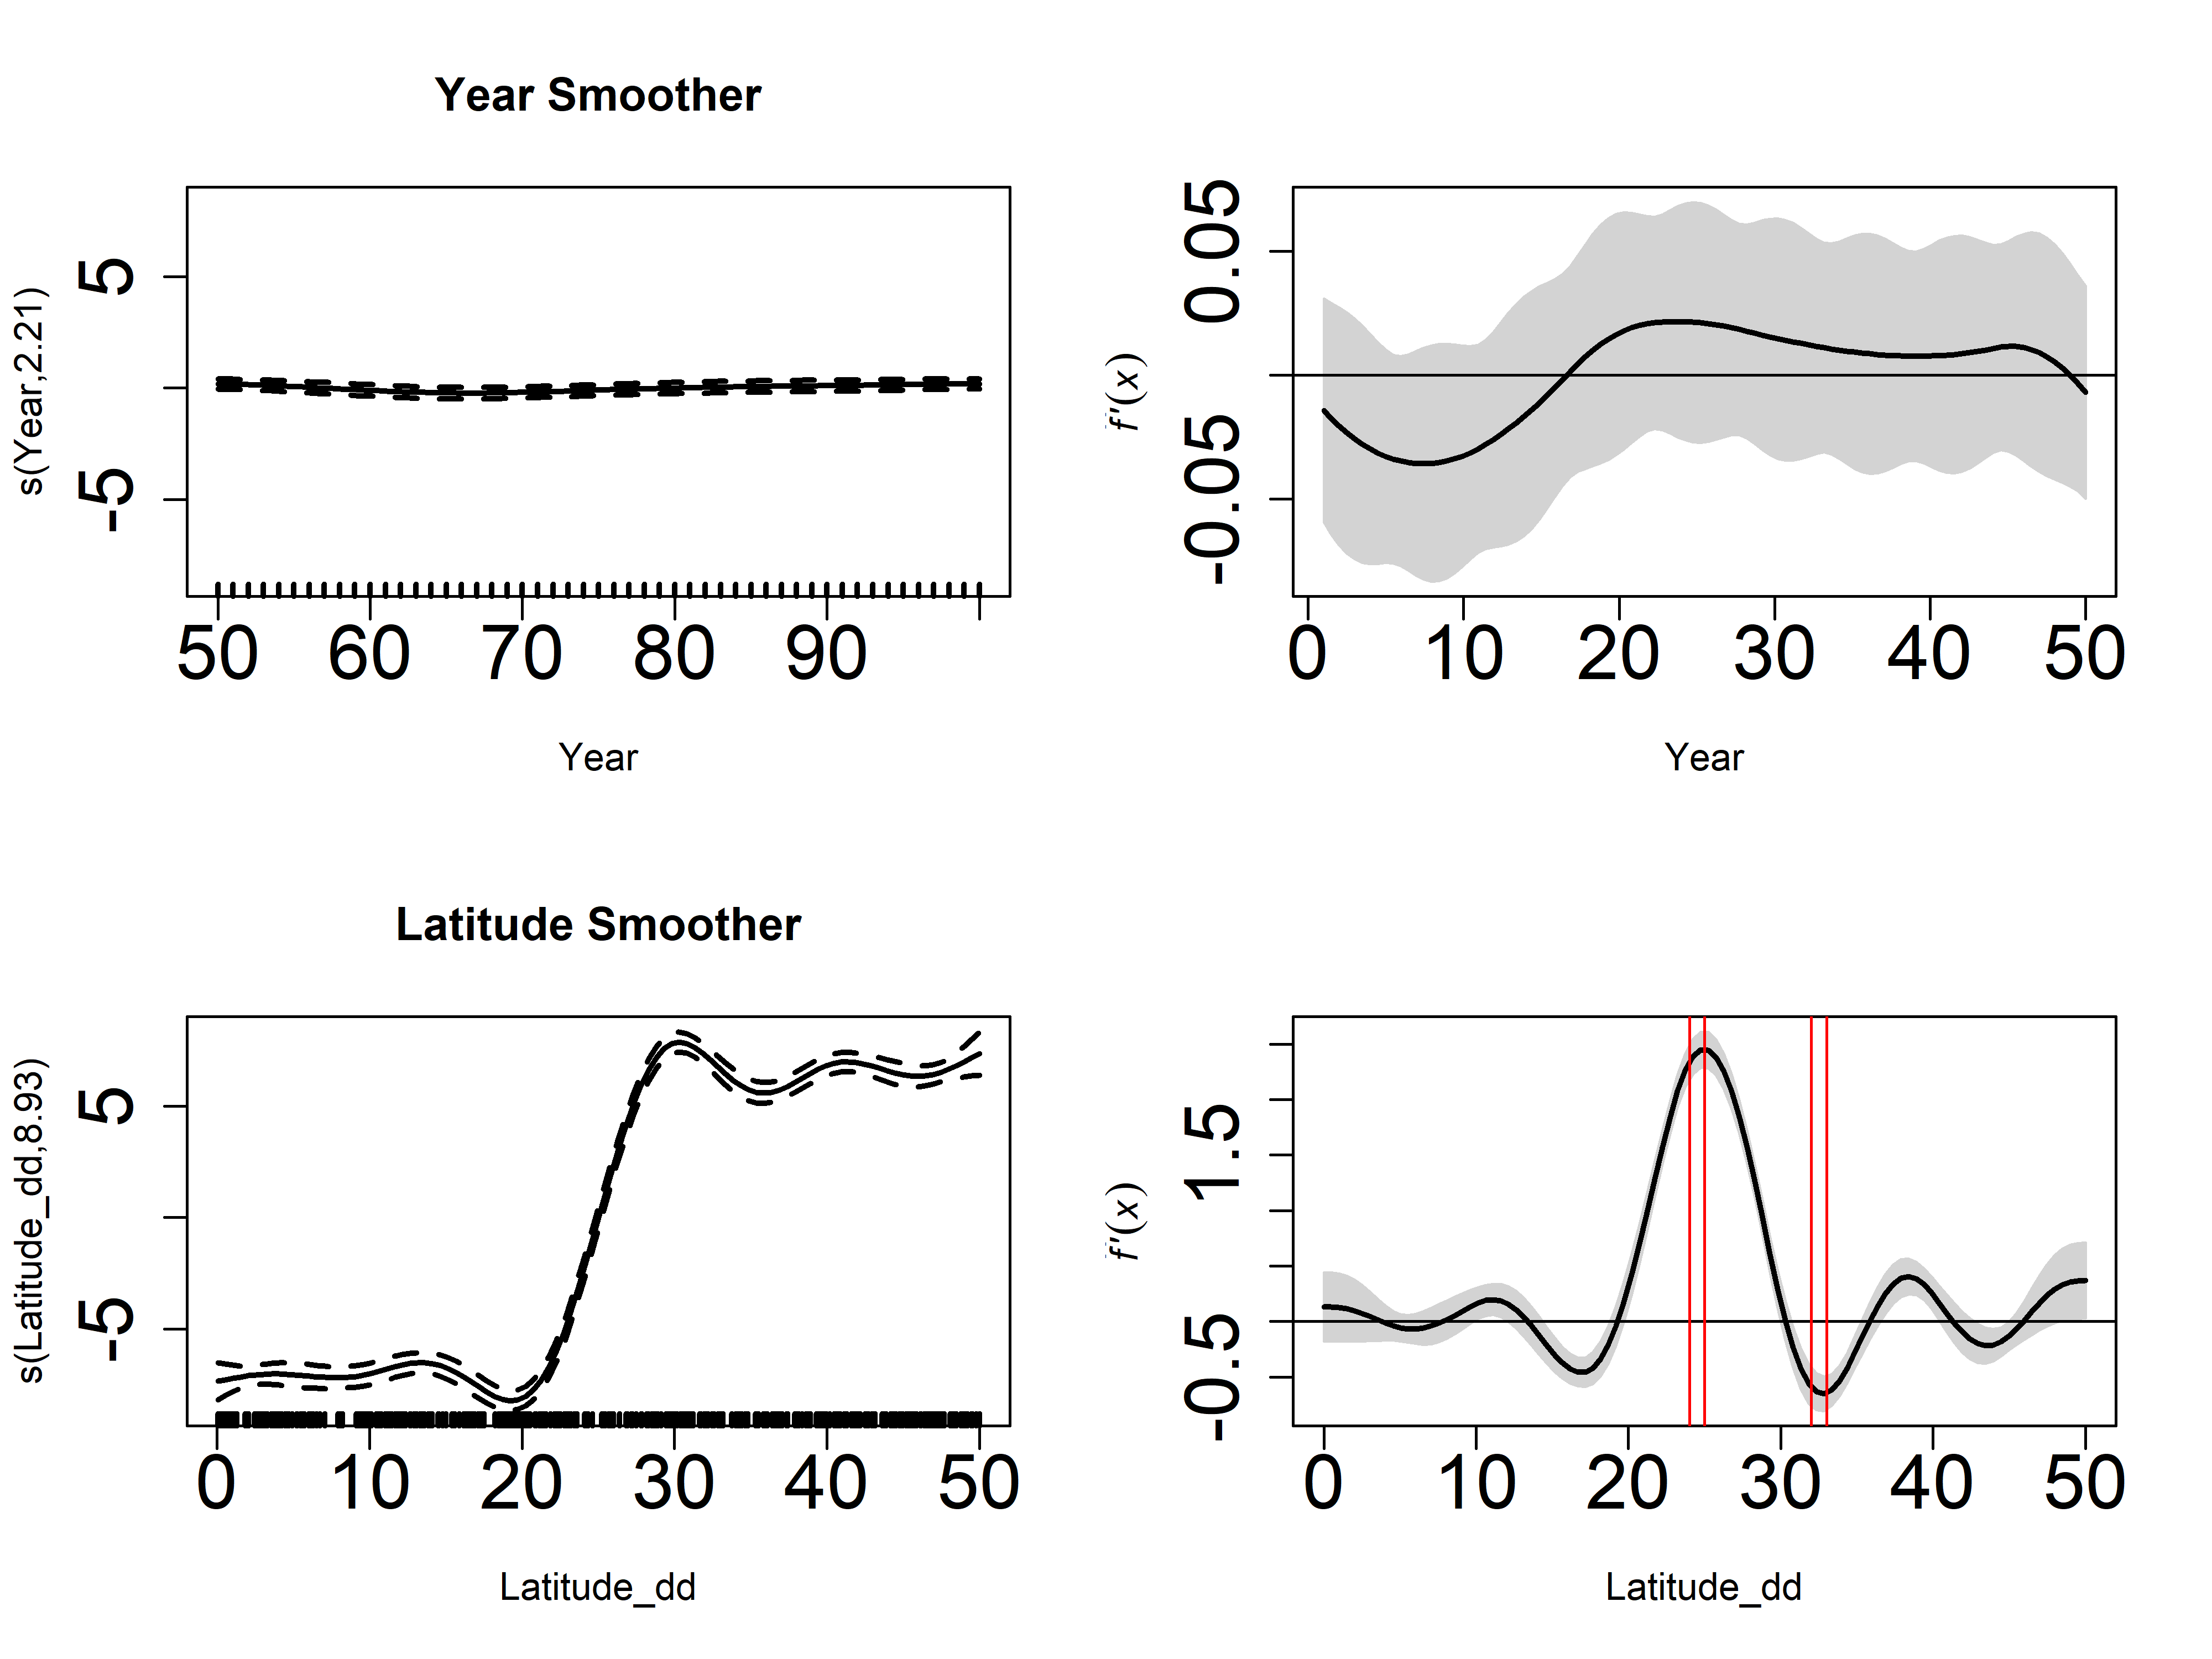 Year Smoother
s(Year,2.21)
5
-5
50 60 70 80 90
Year
f'(x)
0.05
-0.05
0 10 20 30 40 50
Year
Latitude Smoother
s(Latitude_dd,8.93)
5
-5
0 10 20 30 40 50
Latitude_dd
f'(x)
1.5
-0.5
0 10 20 30 40 50
Latitude_dd